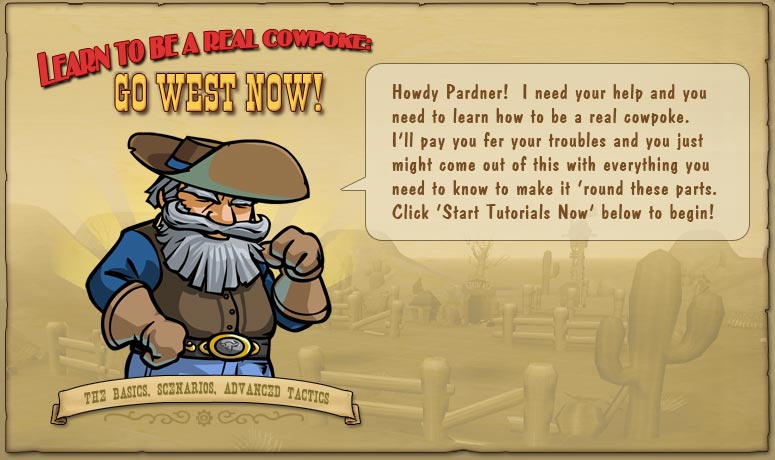 LEARN TO BE A REAL COWPOKE:
GO WEST NOW!
Howdy Pardner! I need your help and you
need to learn how to be a real cowpoke.
I'll pay you fer your troubles and you just
might come out of this with everything you
need to know to make it 'round these parts.
Click 'Start Tutorials Now' below to begin!
THE BASICS, SCENARIOS, ADVANCED TACTICS